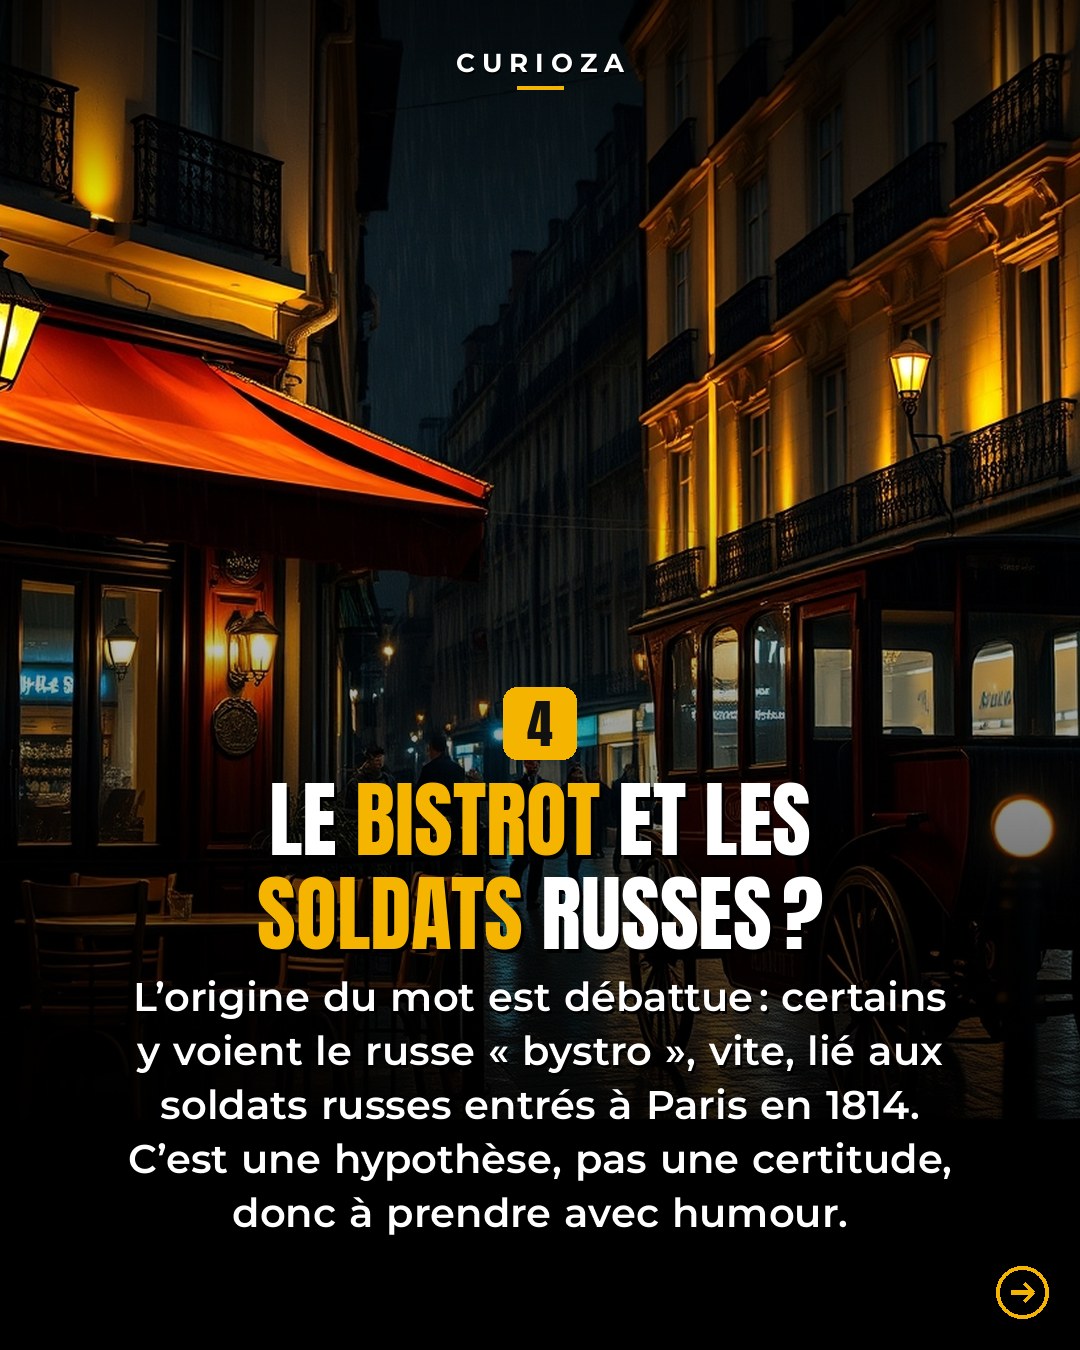 CURIOZA
4
LE BISTROT ET LES
SOLDATS RUSSES ?
L’origine du mot est débattue : certains
y voient le russe « bystro », vite, lié aux
soldats russes entrés à Paris en 1814.
C’est une hypothèse, pas une certitude,
donc à prendre avec humour.